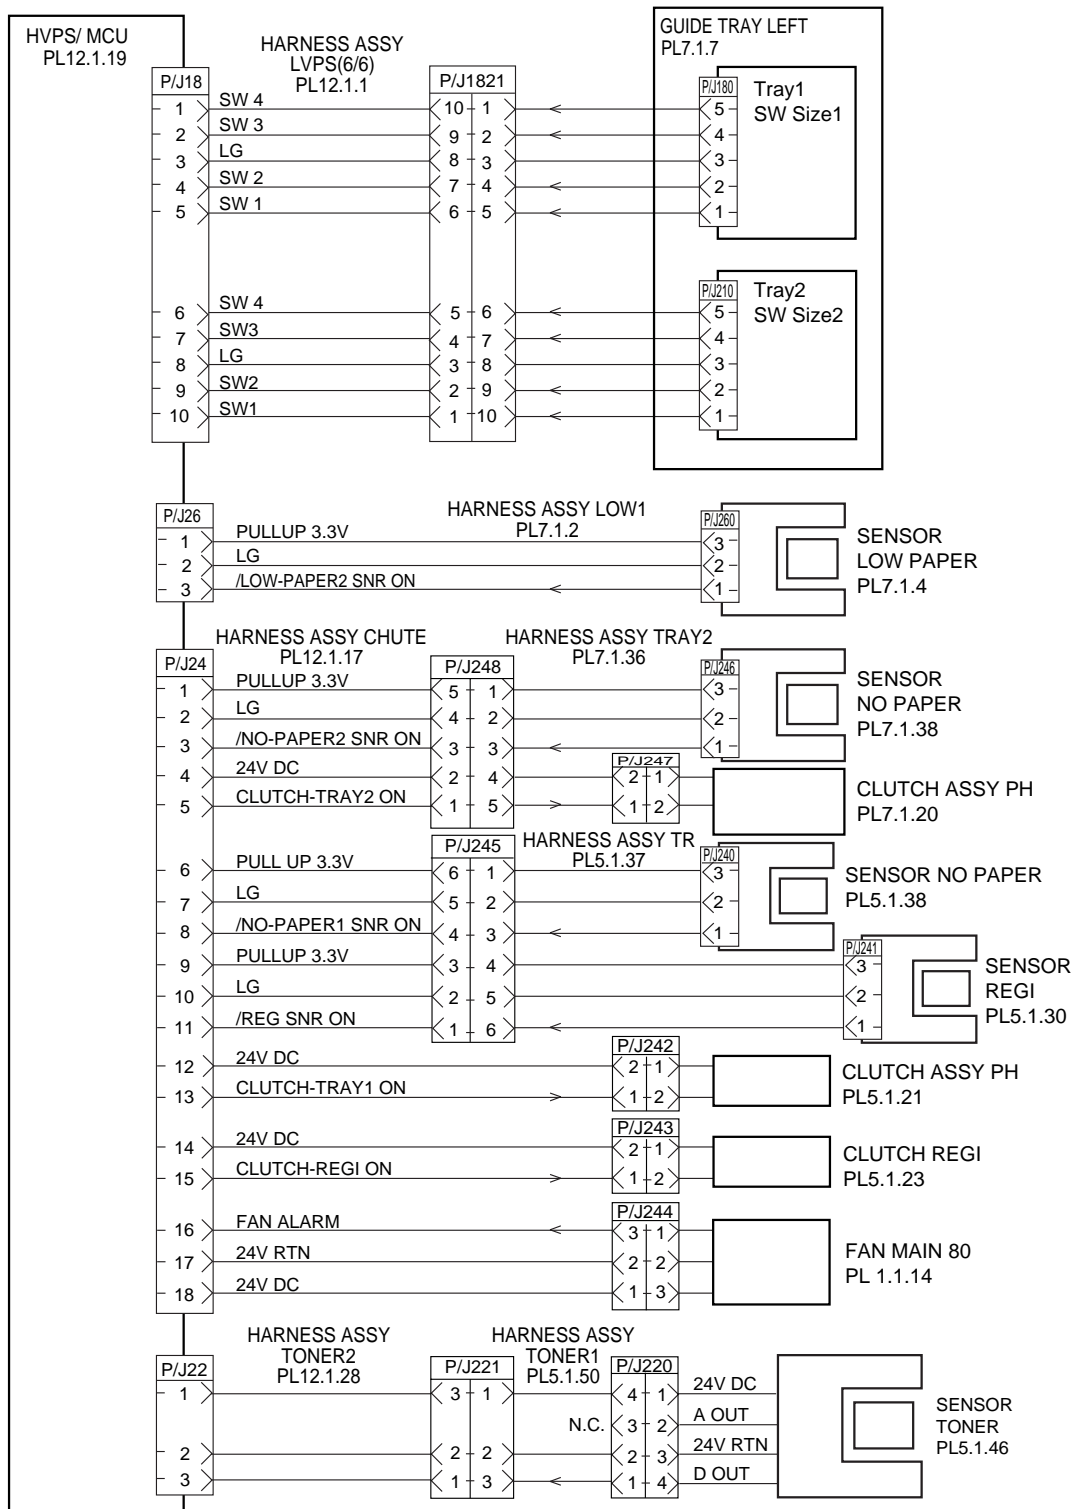 HVPS/ MCU
PL12.1.19
HARNESS ASSY
LVPS(6/6)
PL12.1.1
GUIDE TRAY LEFT
PL7.1.7
P/J18
P/J1821
P/J180
Tray1
SW Size1
1 SW 4 10 1 5
2 SW 3 9 2 4
3 LG 8 3 3
4 SW 2 7 4 2
5 SW 1 6 5 1
P/J210
Tray2
SW Size2
6 SW 4 5 6 5
7 SW3 4 7 4
8 LG 3 8 3
9 SW2 2 9 2
10 SW1 1 10 1
P/J26
HARNESS ASSY LOW1
PL7.1.2
P/J260
1 PULLUP 3.3V 3
2 LG 2
3 /LOW-PAPER2 SNR ON 1
SENSOR
LOW PAPER
PL7.1.4
HARNESS ASSY CHUTE
PL12.1.17
HARNESS ASSY TRAY2
PL7.1.36
P/J24
P/J248
P/J246
1 PULLUP 3.3V 5 1 3
2 LG 4 2 2
3 /NO-PAPER2 SNR ON 3 3 1
SENSOR
NO PAPER
PL7.1.38
P/J247
4 24V DC 2 4 2 1
5 CLUTCH-TRAY2 ON 1 5 1 2
CLUTCH ASSY PH
PL7.1.20
P/J245
HARNESS ASSY TR
PL5.1.37
P/J240
6 PULL UP 3.3V 6 1 3
7 LG 5 2 2
8 /NO-PAPER1 SNR ON 4 3 1
SENSOR NO PAPER
PL5.1.38
P/J241
9 PULLUP 3.3V 3 4 3
10 LG 2 5 2
11 /REG SNR ON 1 6 1
SENSOR
REGI
PL5.1.30
P/J242
12 24V DC 2 1
13 CLUTCH-TRAY1 ON 1 2
CLUTCH ASSY PH
PL5.1.21
P/J243
14 24V DC 2 1
15 CLUTCH-REGI ON 1 2
CLUTCH REGI
PL5.1.23
P/J244
16 FAN ALARM 3 1
17 24V RTN 2 2
18 24V DC 1 3
FAN MAIN 80
PL 1.1.14
HARNESS ASSY
TONER2
PL12.1.28
HARNESS ASSY
TONER1
PL5.1.50
P/J22
P/J221
P/J220
1 3 1 4 1 24V DC
N.C. 3 2 A OUT
2 2 2 2 3 24V RTN
3 1 3 1 4 D OUT
SENSOR
TONER
PL5.1.46